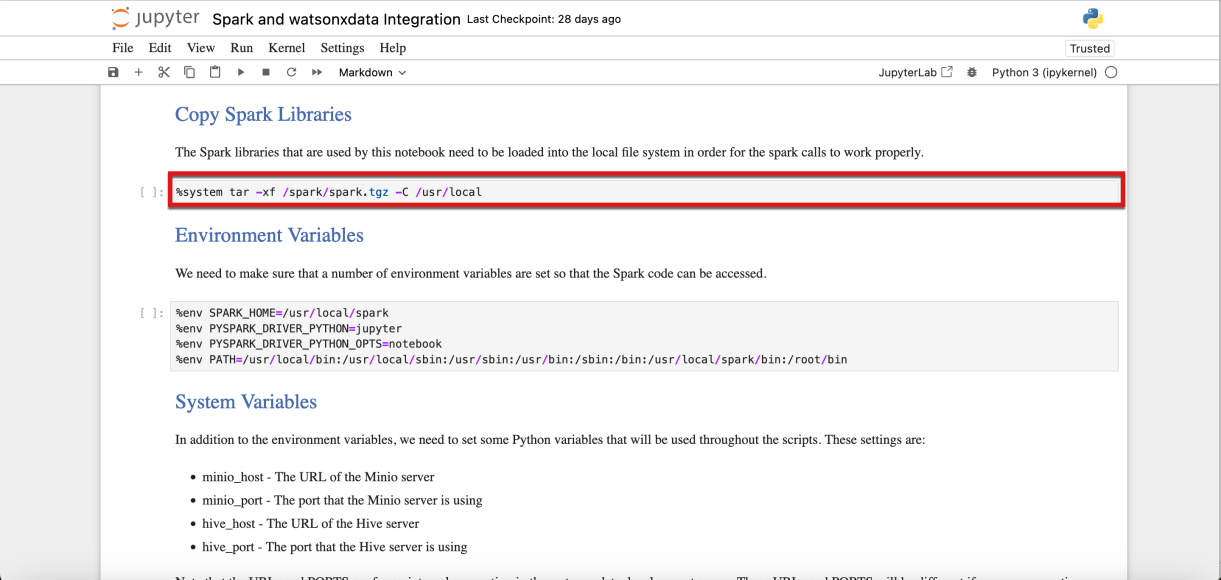 jupyter Spark and watsonxdata Integration Last Checkpoint: 28 days ago
File Edit View Run Kernel Settings Help
Trusted
Markdown
JupyterLab
Python 3 (ipykernel)
Copy Spark Libraries
The Spark libraries that are used by this notebook need to be loaded into the local file system in order for the spark calls to work properly.
[ ]: %system tar -xf /spark/spark.tgz -C /usr/local
Environment Variables
We need to make sure that a number of environment variables are set so that the Spark code can be accessed.
[ ]: %env SPARK_HOME=/usr/local/spark
%env PYSPARK_DRIVER_PYTHON=jupyter
%env PYSPARK_DRIVER_PYTHON_OPTS=notebook
%env PATH=/usr/local/bin:/usr/local/sbin:/usr/sbin:/usr/bin:/sbin:/bin:/usr/local/spark/bin:/root/bin
System Variables
In addition to the environment variables, we need to set some Python variables that will be used throughout the scripts. These settings are:
• minio_host - The URL of the Minio server
• minio_port - The port that the Minio server is using
• hive_host - The URL of the Hive server
• hive_port - The port that the Hive server is using